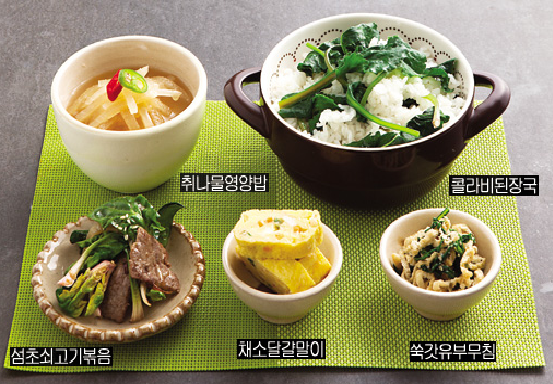 취나물영양밥
콜라비된장국
섬초쇠고기볶음
채소달걀말이
쑥갓유부무침